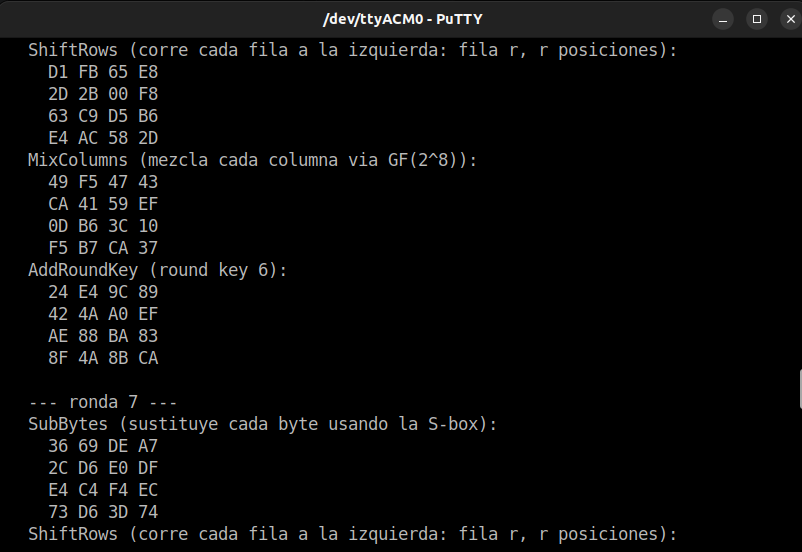 /dev/ttyACM0 - PuTTY
ShiftRows (corre cada fila a la izquierda: fila r, r posiciones):
D1 FB 65 E8
2D 2B 00 F8
63 C9 D5 B6
E4 AC 58 2D
MixColumns (mezcla cada columna via GF(2^8)):
49 F5 47 43
CA 41 59 EF
0D B6 3C 10
F5 B7 CA 37
AddRoundKey (round key 6):
24 E4 9C 89
42 4A A0 EF
AE 88 BA 83
8F 4A 8B CA
--- ronda 7 ---
SubBytes (sustituye cada byte usando la S-box):
36 69 DE A7
2C D6 E0 DF
E4 C4 F4 EC
73 D6 3D 74
ShiftRows (corre cada fila a la izquierda: fila r, r posiciones):